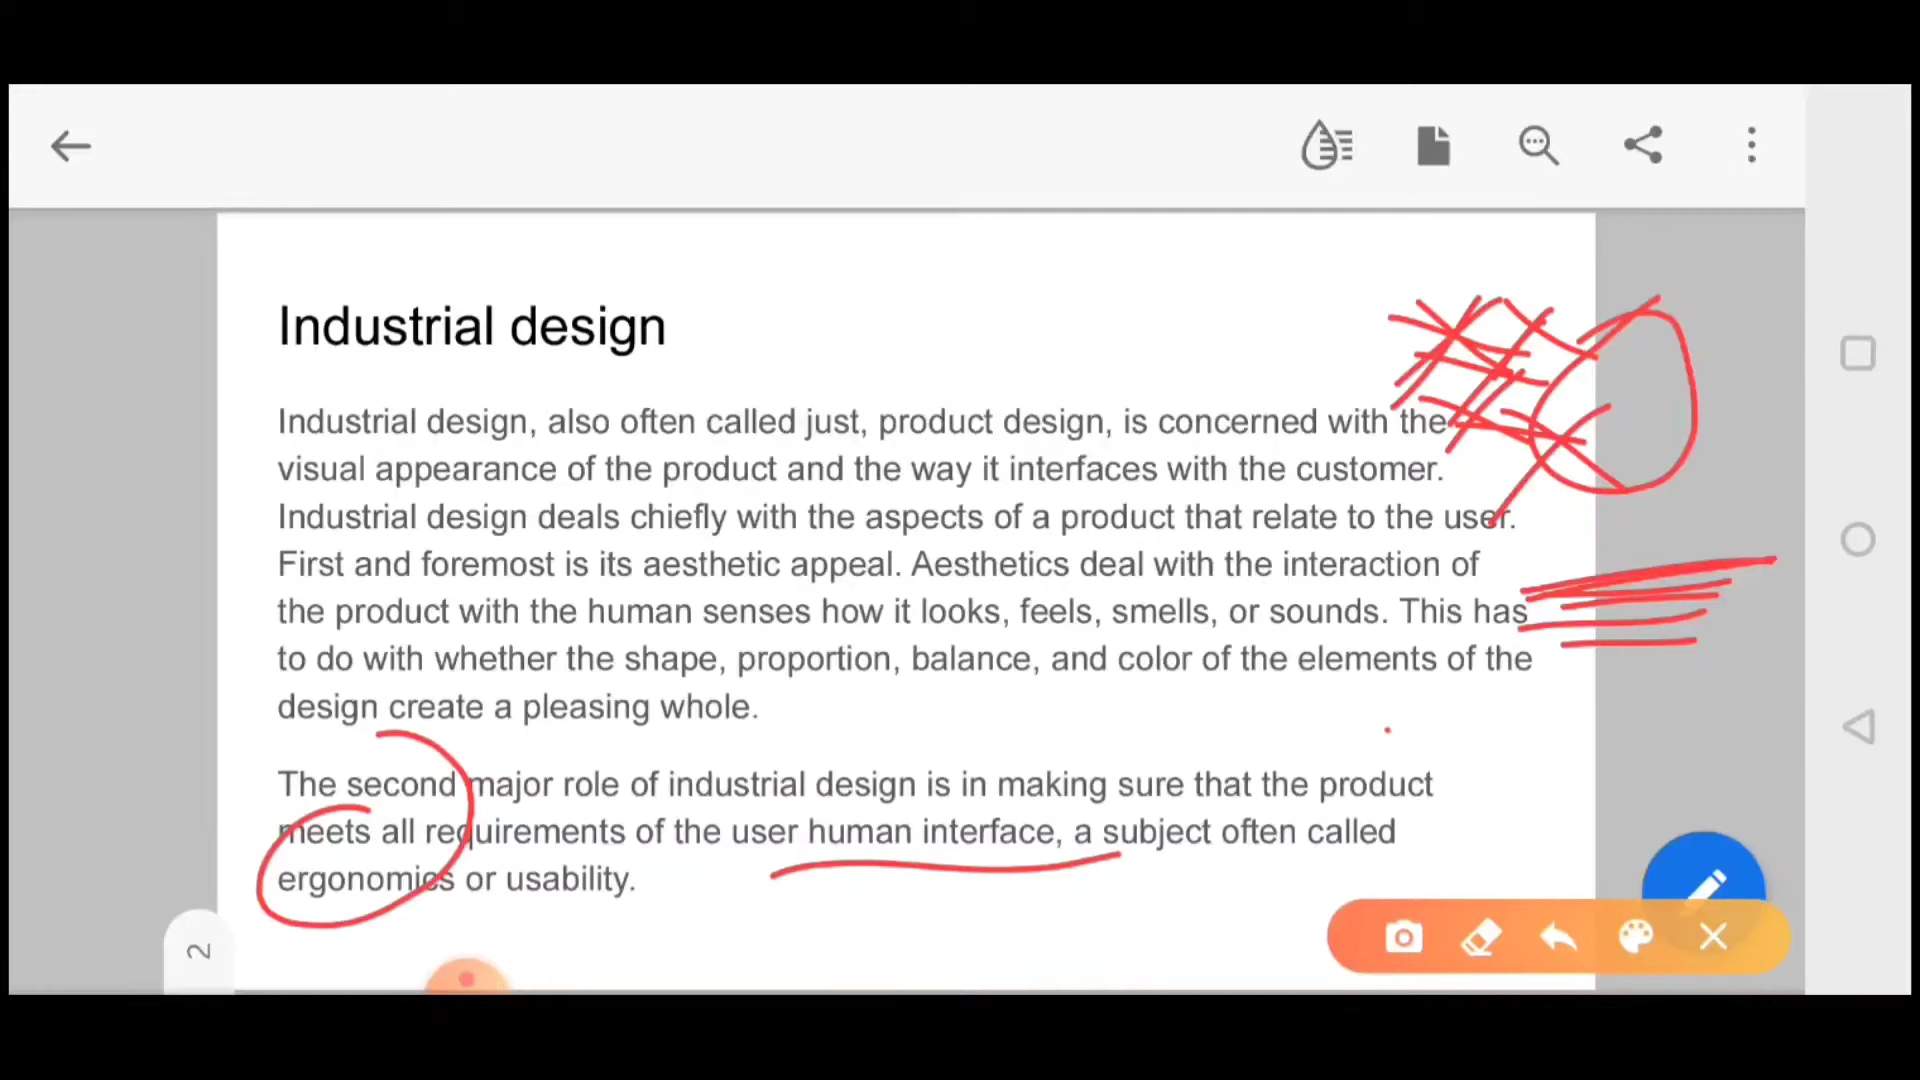 Industrial design
Industrial design, also often called just, product design, is concerned with the
visual appearance of the product and the way it interfaces with the customer.
Industrial design deals chiefly with the aspects of a product that relate to the user.
First and foremost is its aesthetic appeal. Aesthetics deal with the interaction of
the product with the human senses how it looks, feels, smells, or sounds. This has
to do with whether the shape, proportion, balance, and color of the elements of the
design create a pleasing whole.
The second major role of industrial design is in making sure that the product
meets all requirements of the user human interface, a subject often called
ergonomics or usability.
2